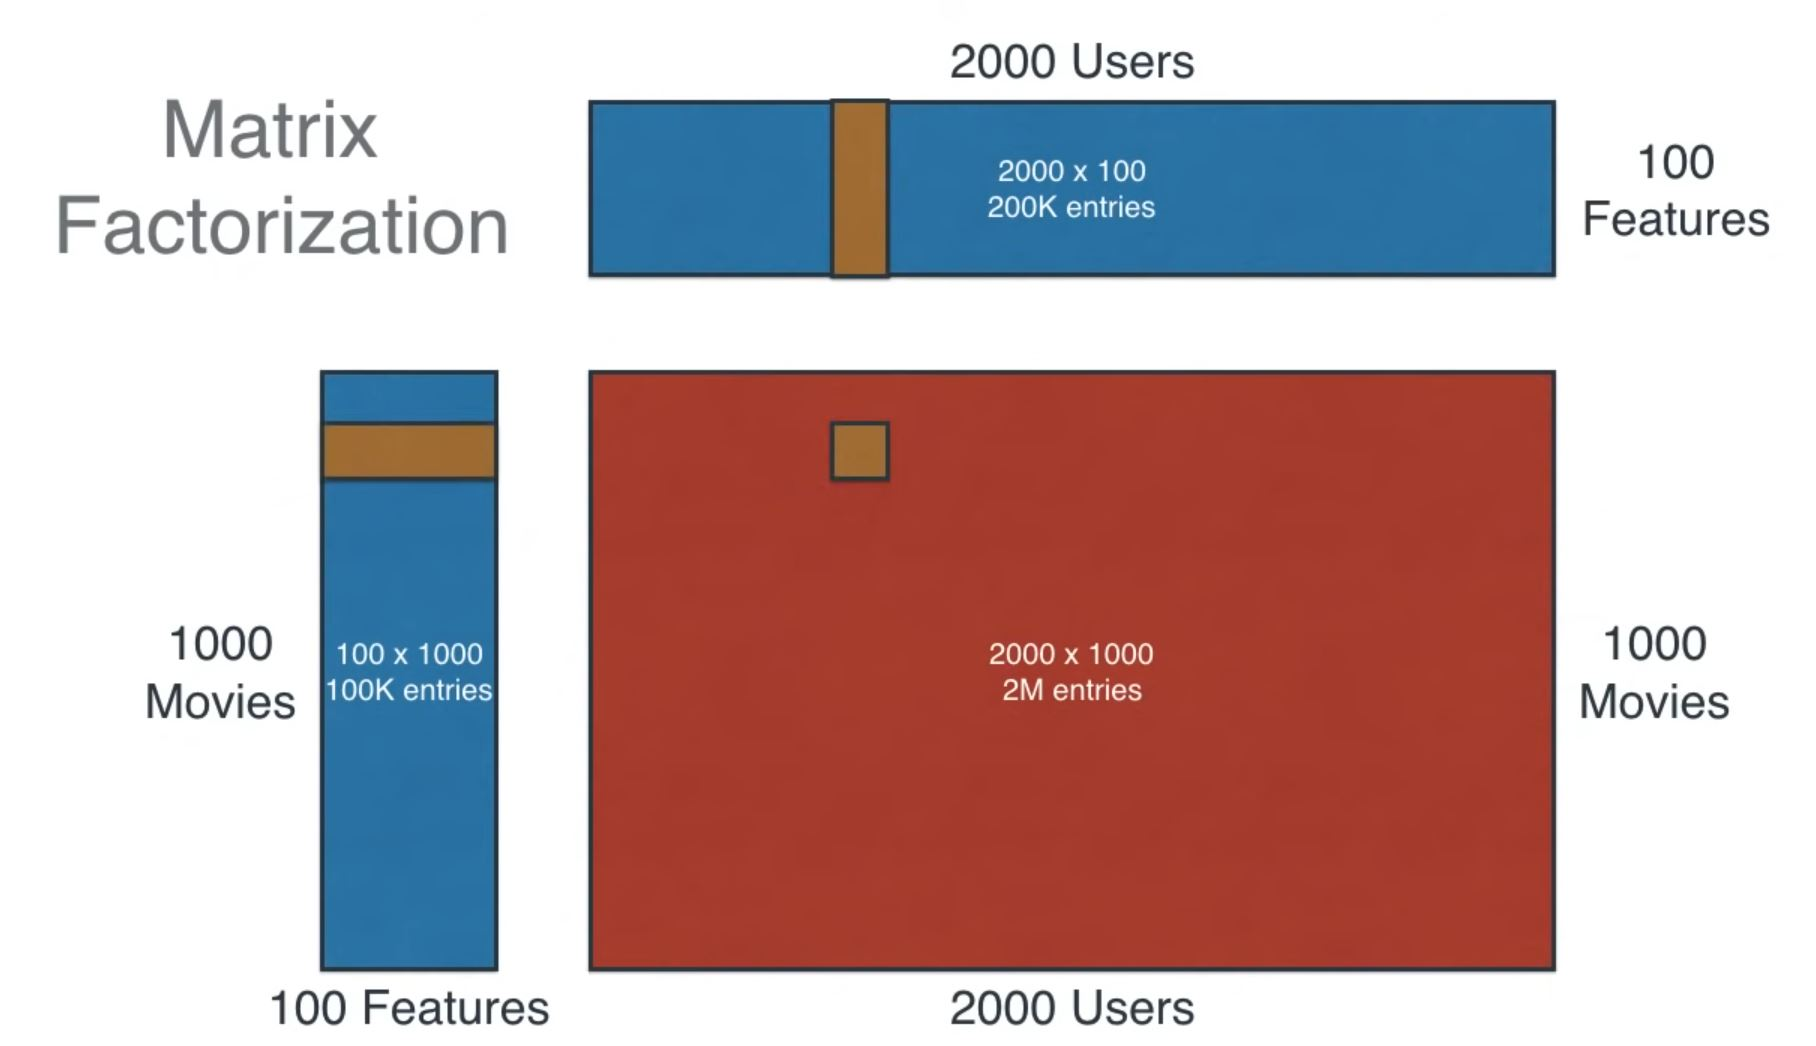 Matrix
Factorization
2000 Users
2000 x 100
200K entries
100
Features
1000
Movies
100 x 1000
100K entries
2000 x 1000
2M entries
1000
Movies
100 Features
2000 Users